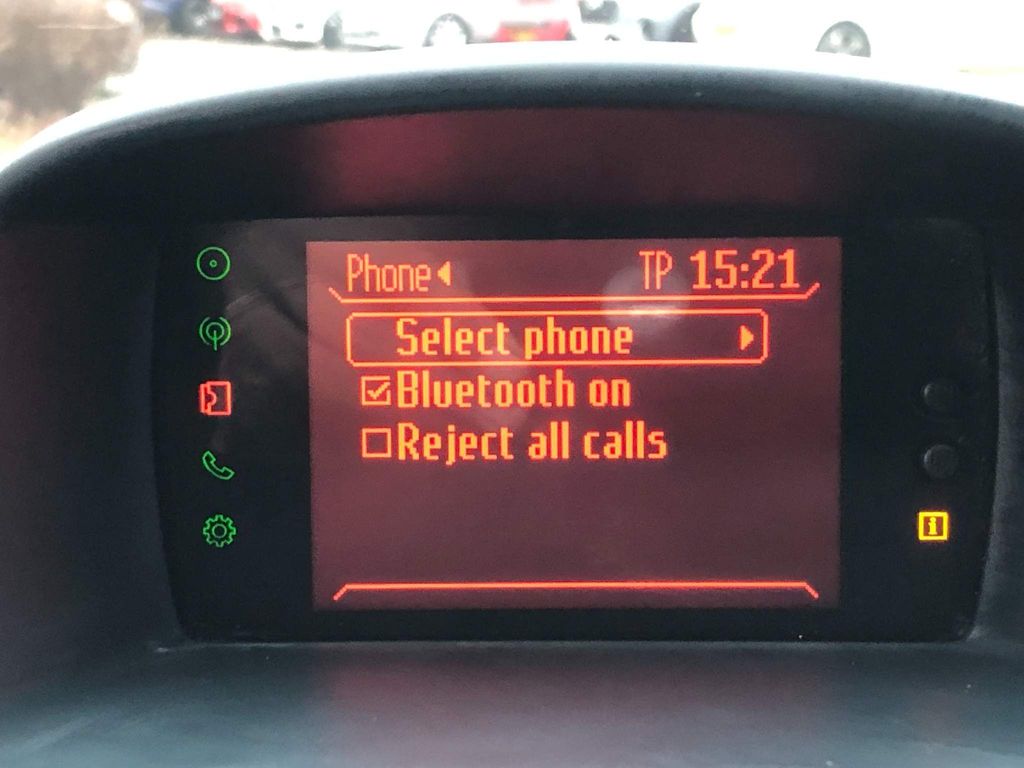 Phone TP 15:21
Select phone
Bluetooth on
Reject all calls
i